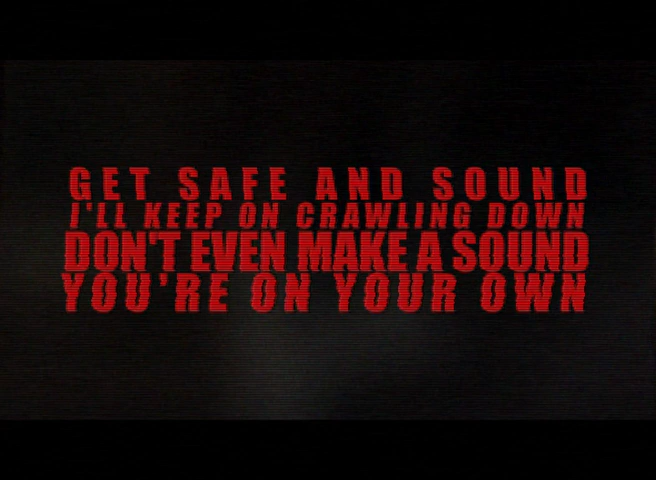 GET SAFE AND SOUND
I'LL KEEP ON CRAWLING DOWN
DON'T EVEN MAKE A SOUND
YOU'RE ON YOUR OWN